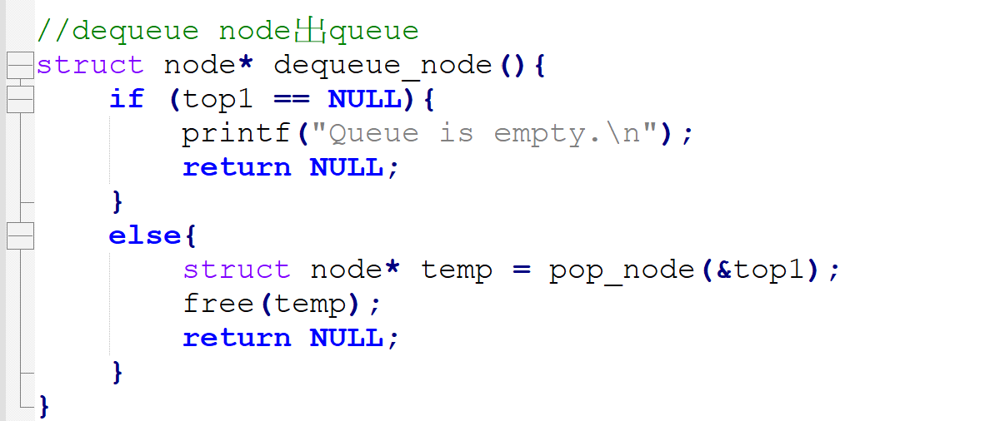 //dequeue node出queue
struct node* dequeue_node(){
    if (top1 == NULL){
        printf("Queue is empty.\n");
        return NULL;
    }
    else{
        struct node* temp = pop_node(&top1);
        free(temp);
        return NULL;
    }
}